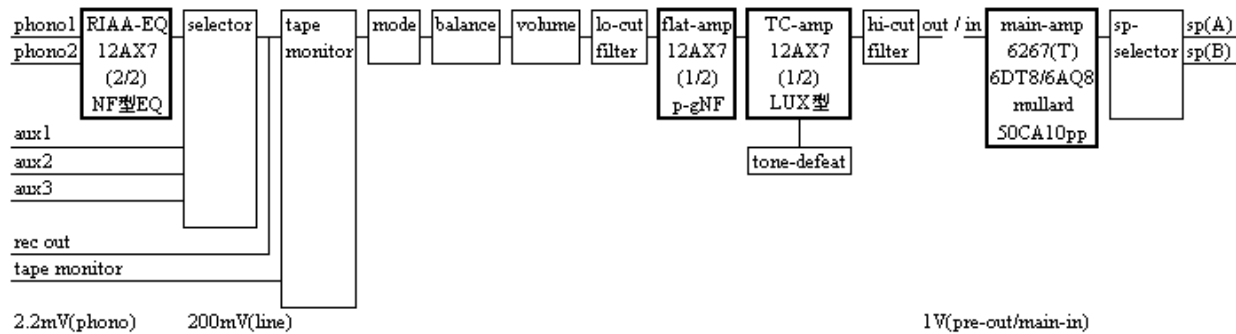 phono1
phono2
RIAA-EQ
12AX7
(2/2)
NF型EQ
selector
tape
monitor
mode
balance
volume
lo-cut
filter
flat-amp
12AX7
(1/2)
p-gNF
TC-amp
12AX7
(1/2)
LUX型
tone-defeat
hi-cut
filter
out / in
main-amp
6267(T)
6DT8/6AQ8
mullard
50CA10pp
sp-
selector
sp(A)
sp(B)
aux1
aux2
aux3
rec out
tape monitor
2.2mV(phono)
200mV(line)
1V(pre-out/main-in)